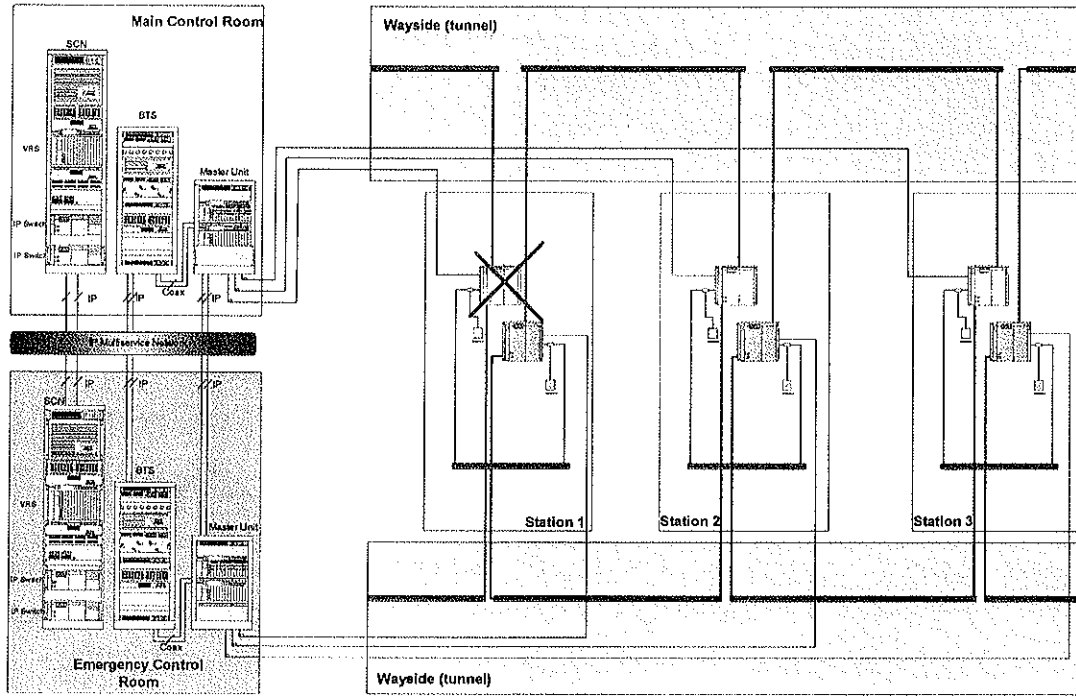 Main Control Room
SCN
BTS
VRS
Master Unit
IP Switch
IP Switch
Coax
IP
IP
IP Multiservice Network
IP
IP
SCN
BTS
VRS
Master Unit
IP Switch
IP Switch
Coax
Emergency Control
Room
Wayside (tunnel)
Station 1
Station 2
Station 3
Wayside (tunnel)